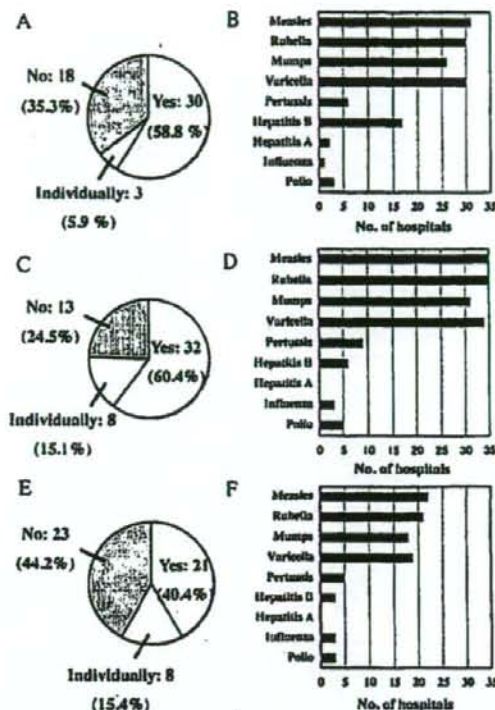 A
No: 18
(35.3%)
Yes: 30
(58.8 %)
Individually: 3
(5.9 %)
B
Measles
Rubella
Mumps
Varicella
Pertussis
Hepatitis B
Hepatitis A
Influenza
Polio
0 5 10 15 20 25 30 35
No. of hospitals
C
No: 13
(24.5%)
Yes: 32
(60.4%)
Individually: 8
(15.1%)
D
Measles
Rubella
Mumps
Varicella
Pertussis
Hepatitis B
Hepatitis A
Influenza
Polio
0 5 10 15 20 25 30 35
No. of hospitals
E
No: 23
(44.2%)
Yes: 21
(40.4%)
Individually: 8
(15.4%)
F
Measles
Rubella
Mumps
Varicella
Pertussis
Hepatitis B
Hepatitis A
Influenza
Polio
0 5 10 15 20 25 30 35
No. of hospitals